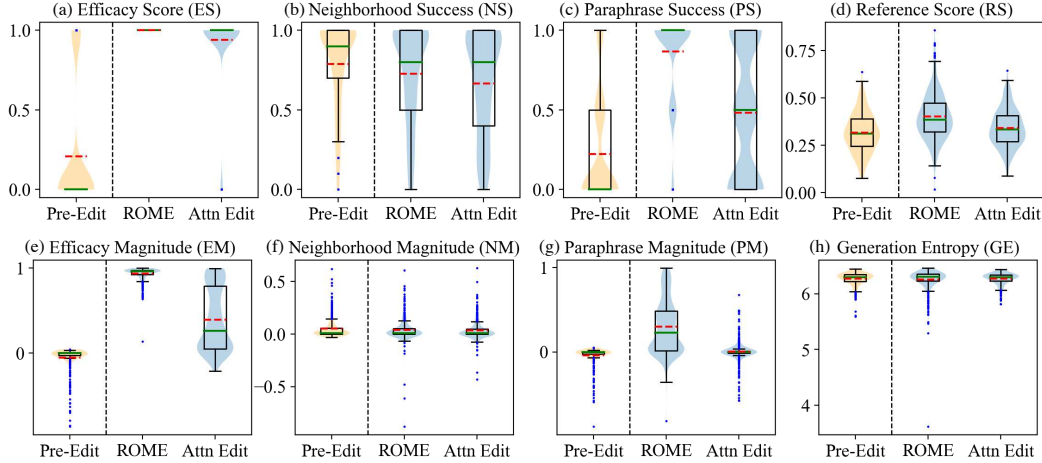 (a) Efficacy Score (ES)
1.0
0.5
0.0
Pre-Edit ROME Attn Edit
(b) Neighborhood Success (NS)
1.0
0.5
0.0
Pre-Edit ROME Attn Edit
(c) Paraphrase Success (PS)
1.0
0.5
0.0
Pre-Edit ROME Attn Edit
(d) Reference Score (RS)
0.75
0.50
0.25
0.00
Pre-Edit ROME Attn Edit
(e) Efficacy Magnitude (EM)
1
0
Pre-Edit ROME Attn Edit
(f) Neighborhood Magnitude (NM)
0.5
0.0
−0.5
Pre-Edit ROME Attn Edit
(g) Paraphrase Magnitude (PM)
1
0
Pre-Edit ROME Attn Edit
(h) Generation Entropy (GE)
6
5
4
Pre-Edit ROME Attn Edit